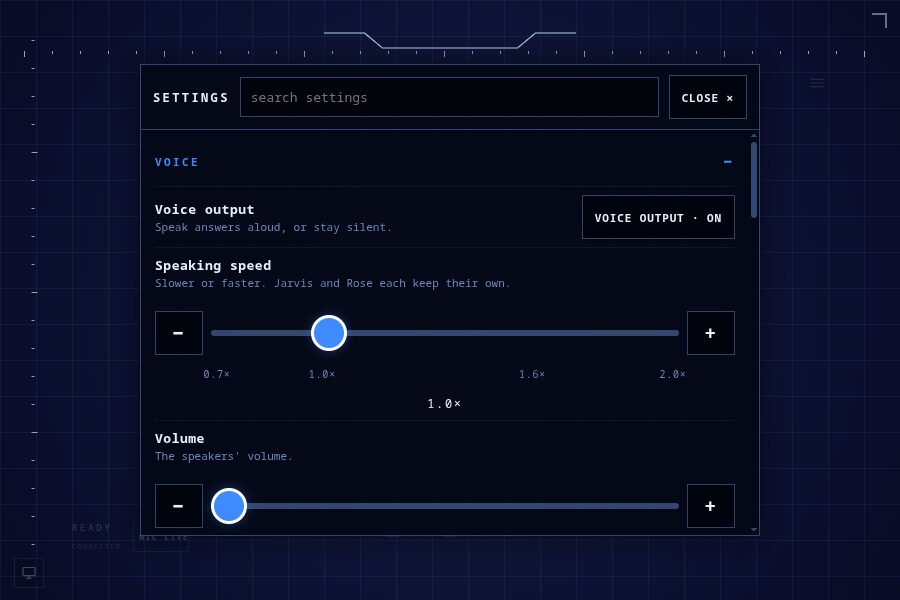 SETTINGS
search settings
CLOSE ×
VOICE
−
Voice output
Speak answers aloud, or stay silent.
VOICE OUTPUT · ON
Speaking speed
Slower or faster. Jarvis and Rose each keep their own.
− +
0.7× 1.0× 1.6× 2.0×
1.0×
Volume
The speakers' volume.
− +
READY
CONNECTED
MIC LIVE